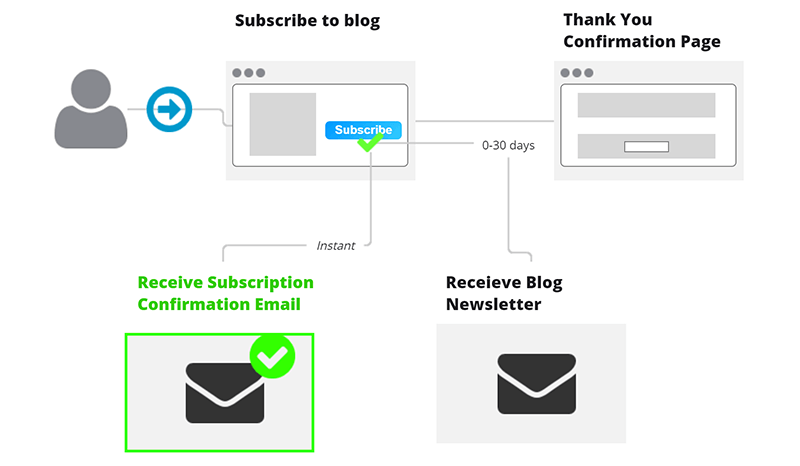 Subscribe to blog
Thank You
Confirmation Page
Subscribe
0-30 days
Instant
Receive Subscription
Confirmation Email
Receieve Blog
Newsletter